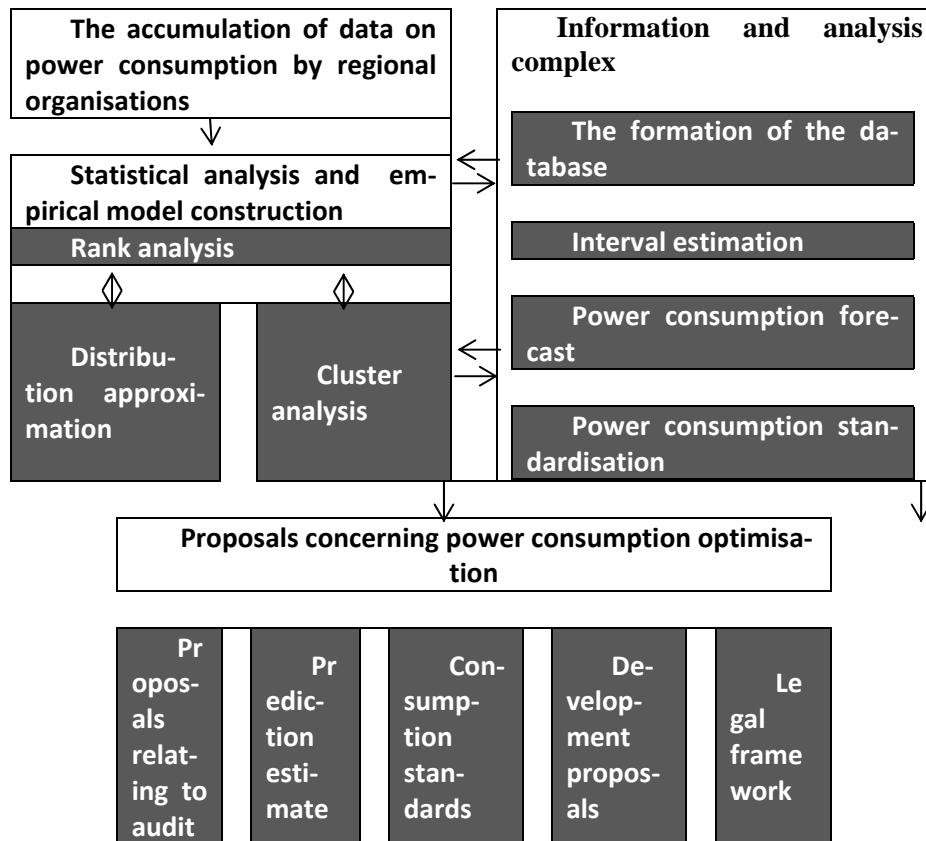 The accumulation of data on
power consumption by regional
organisations
Statistical analysis and em-
pirical model construction
Rank analysis
Distribu-
tion approxi-
mation
Cluster
analysis
Information and analysis
complex
The formation of the da-
tabase
Interval estimation
Power consumption fore-
cast
Power consumption stan-
dardisation
Proposals concerning power consumption optimisa-
tion
Pr
opos-
als
relat-
ing to
audit
Pr
edic-
tion
esti-
mate
Con-
sump-
tion
stan-
dards
De-
velop-
ment
propos-
als
Le
gal
frame
work